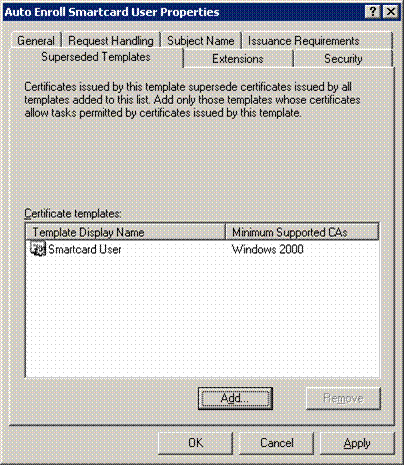 Auto Enroll Smartcard User Properties
General Request Handling Subject Name Issuance Requirements
Superseded Templates Extensions Security
Certificates issued by this template supersede certificates issued by all
templates added to this list. Add only those templates whose certificates
allow tasks permitted by certificates issued by this template.
Certificate templates:
Template Display Name Minimum Supported CAs
Smartcard User Windows 2000
Add... Remove
OK Cancel Apply